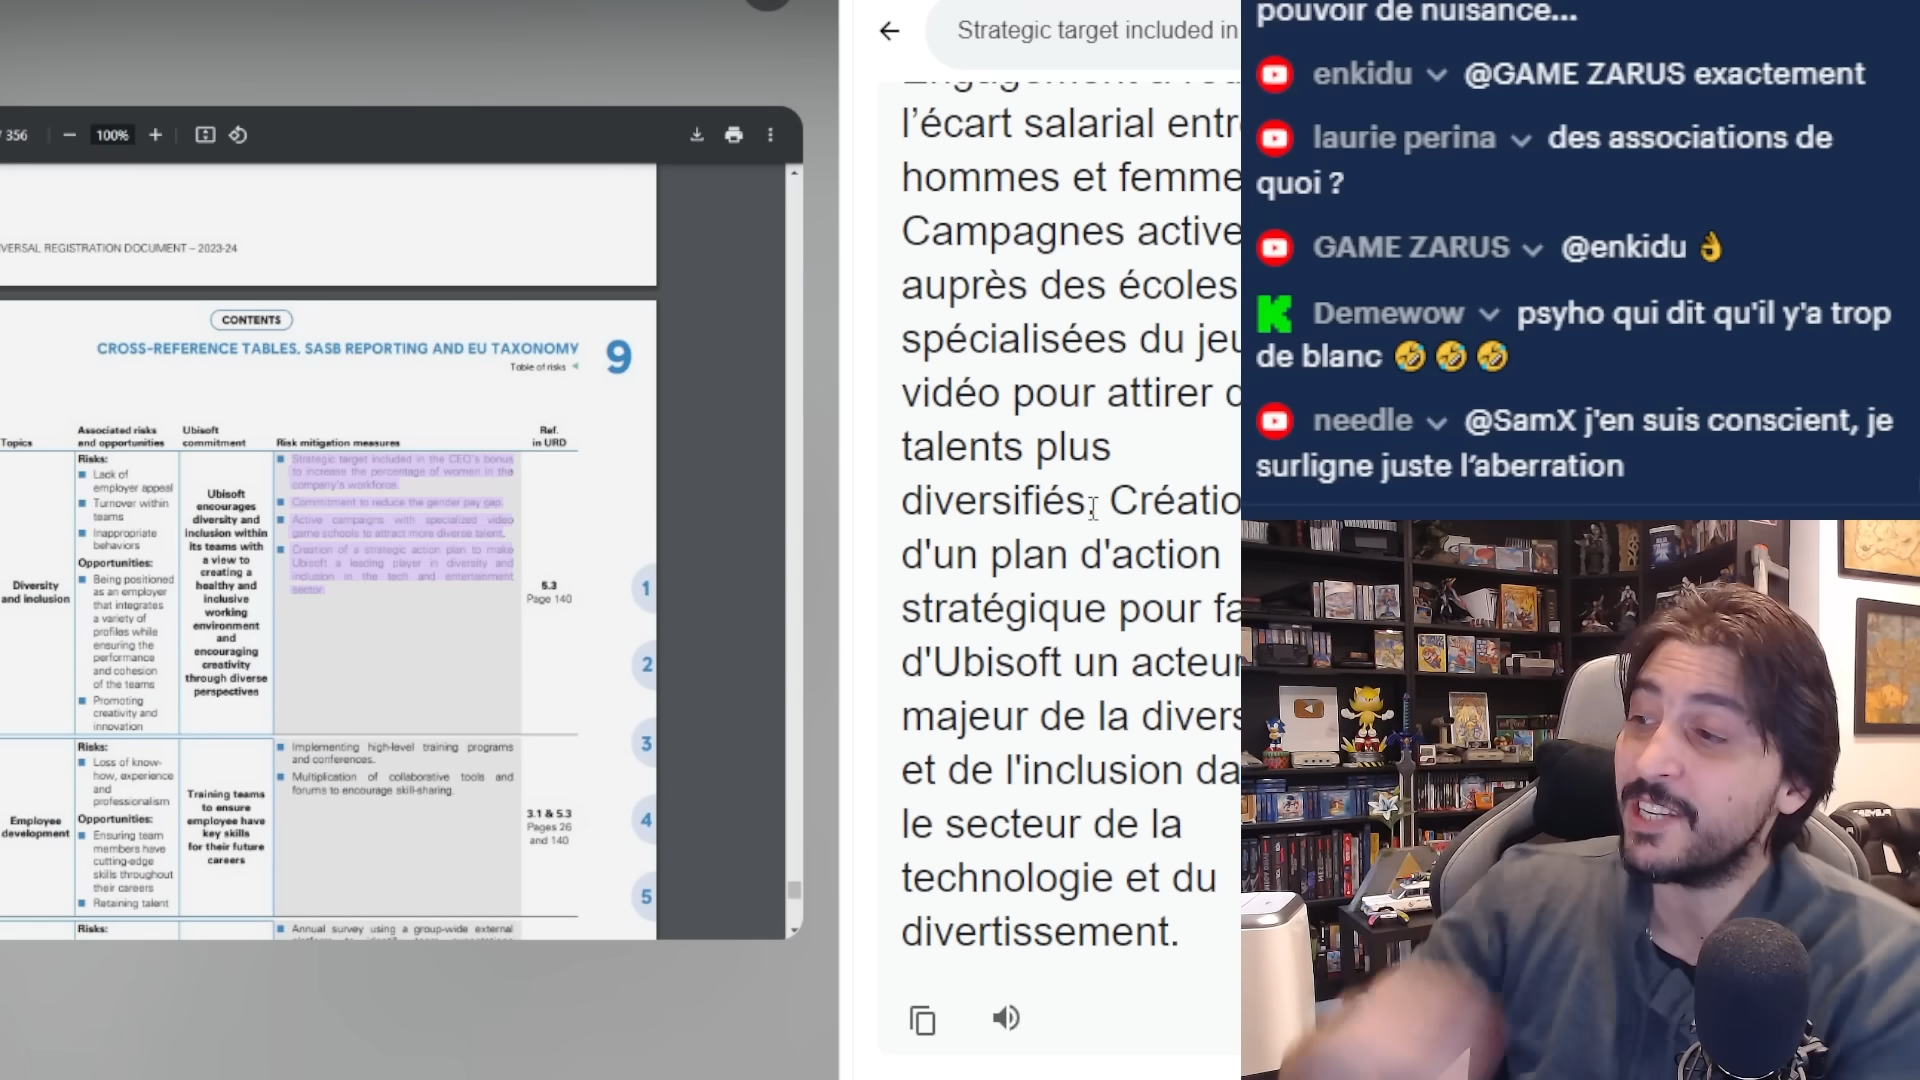 / 356
100%
VERSAL REGISTRATION DOCUMENT – 2023-24
CONTENTS
CROSS-REFERENCE TABLES, SASB REPORTING AND EU TAXONOMY
9
Table of risks
Topics
Associated risks
and opportunities
Ubisoft
commitment
Risk mitigation measures
Ref.
in URD
Diversity
and inclusion
Risks:
Lack of
employer appeal
Turnover within
teams
Inappropriate
behaviors
Opportunities:
Being positioned
as an employer
that integrates
a variety of
profiles while
ensuring the
performance
and cohesion
of the teams
Promoting
creativity and
innovation
Ubisoft
encourages
diversity and
inclusion within
its teams with
a view to
creating a
healthy and
inclusive
working
environment
and
encouraging
creativity
through diverse
perspectives
Strategic target included in the CEO's bonus
to increase the percentage of women in the
company's workforce.
Commitment to reduce the gender pay gap.
Active campaigns with specialized video
game schools to attract more diverse talent.
Creation of a strategic action plan to make
Ubisoft a leading player in diversity and
inclusion in the tech and entertainment
sector.
5.3
Page 140
Employee
development
Risks:
Loss of know-
how, experience
and
professionalism
Opportunities:
Ensuring team
members have
cutting-edge
skills throughout
their careers
Retaining talent
Training teams
to ensure
employee have
key skills
for their future
careers
Implementing high-level training programs
and conferences.
Multiplication of collaborative tools and
forums to encourage skill-sharing.
3.1 & 5.3
Pages 26
and 140
Risks:
Annual survey using a group-wide external
1
2
3
4
5
Strategic target included in
l’écart salarial entr
hommes et femme
Campagnes active
auprès des écoles
spécialisées du jeu
vidéo pour attirer d
talents plus
diversifiés. Créatio
d'un plan d'action
stratégique pour fa
d'Ubisoft un acteur
majeur de la divers
et de l'inclusion da
le secteur de la
technologie et du
divertissement.
pouvoir de nuisance...
enkidu @GAME ZARUS exactement
laurie perina des associations de
quoi ?
GAME ZARUS @enkidu 👌
Demewow psyho qui dit qu'il y'a trop
de blanc 🤣 🤣 🤣
needle @SamX j'en suis conscient, je
surligne juste l’aberration